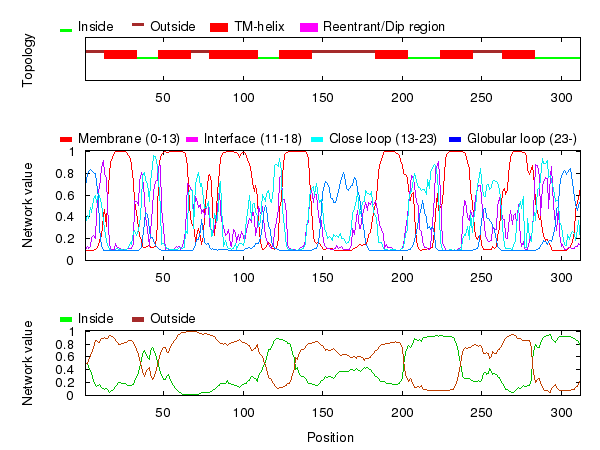 Inside Outside TM-helix Reentrant/Dip region
Topology
50 100 150 200 250 300
Membrane (0-13) Interface (11-18) Close loop (13-23) Globular loop (23-)
Network value
1
0.8
0.6
0.4
0.2
0
50 100 150 200 250 300
Inside Outside
Network value
1
0.8
0.6
0.4
0.2
0
50 100 150 200 250 300
Position